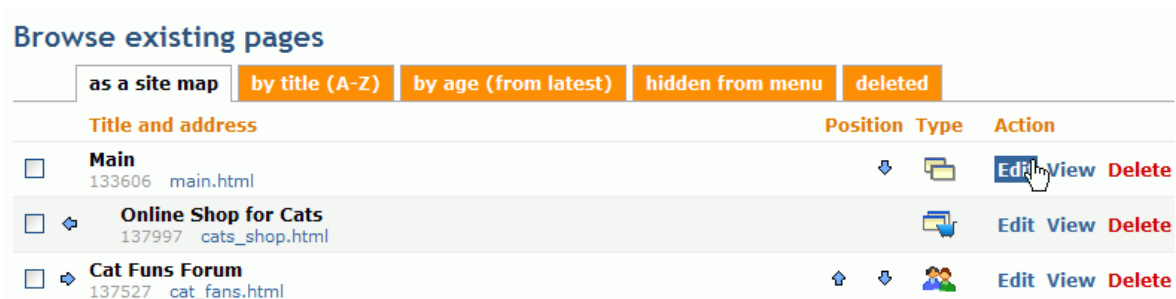 Browse existing pages
as a site map by title (A-Z) by age (from latest) hidden from menu deleted
Title and address Position Type Action
Main
133606 main.html Edit View Delete
Online Shop for Cats
137997 cats_shop.html Edit View Delete
Cat Funs Forum
137527 cat_fans.html Edit View Delete